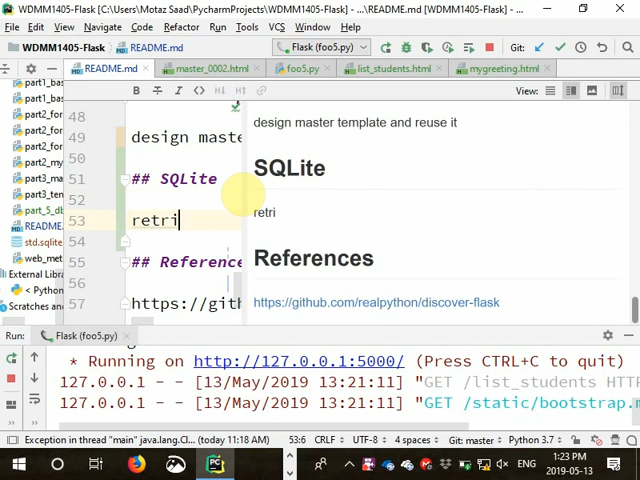 WDMM1405-Flask [C:\Users\Motaz Saad\PycharmProjects\WDMM1405-Flask] - ...\README.md
File Edit View Navigate Code Refactor Run Tools VCS Window Help
WDMM1405-Flask README.md Flask (foo5.py) Git:
README.md master_0002.html foo5.py list_students.html mygreeting.html
B I <> H↓ H↑ View:
part1_base
part1_base
part2_for
part2_for
part2_for
part2_for
part3_ma
part3_ma
part3_ten
part_5_db
README.
std.sqlite
web_met
External Librar
< Python
Scratches and
48
49 design maste
50
51 ## SQLite
52
53 retri
54
55 ## Reference
56
57 https://gith
design master template and reuse it
SQLite
retri
References
https://github.com/realpython/discover-flask
Run: Flask (foo5.py)
* Running on http://127.0.0.1:5000/ (Press CTRL+C to quit)
127.0.0.1 - - [13/May/2019 13:21:11] "GET /list_students HTTP
127.0.0.1 - - [13/May/2019 13:21:11] "GET /static/bootstrap.m
Exception in thread "main" java.lang.Cl... (today 11:18 AM) 53:6 CRLF UTF-8 4 spaces Git: master Python 3.7
1:23 PM
2019-05-13